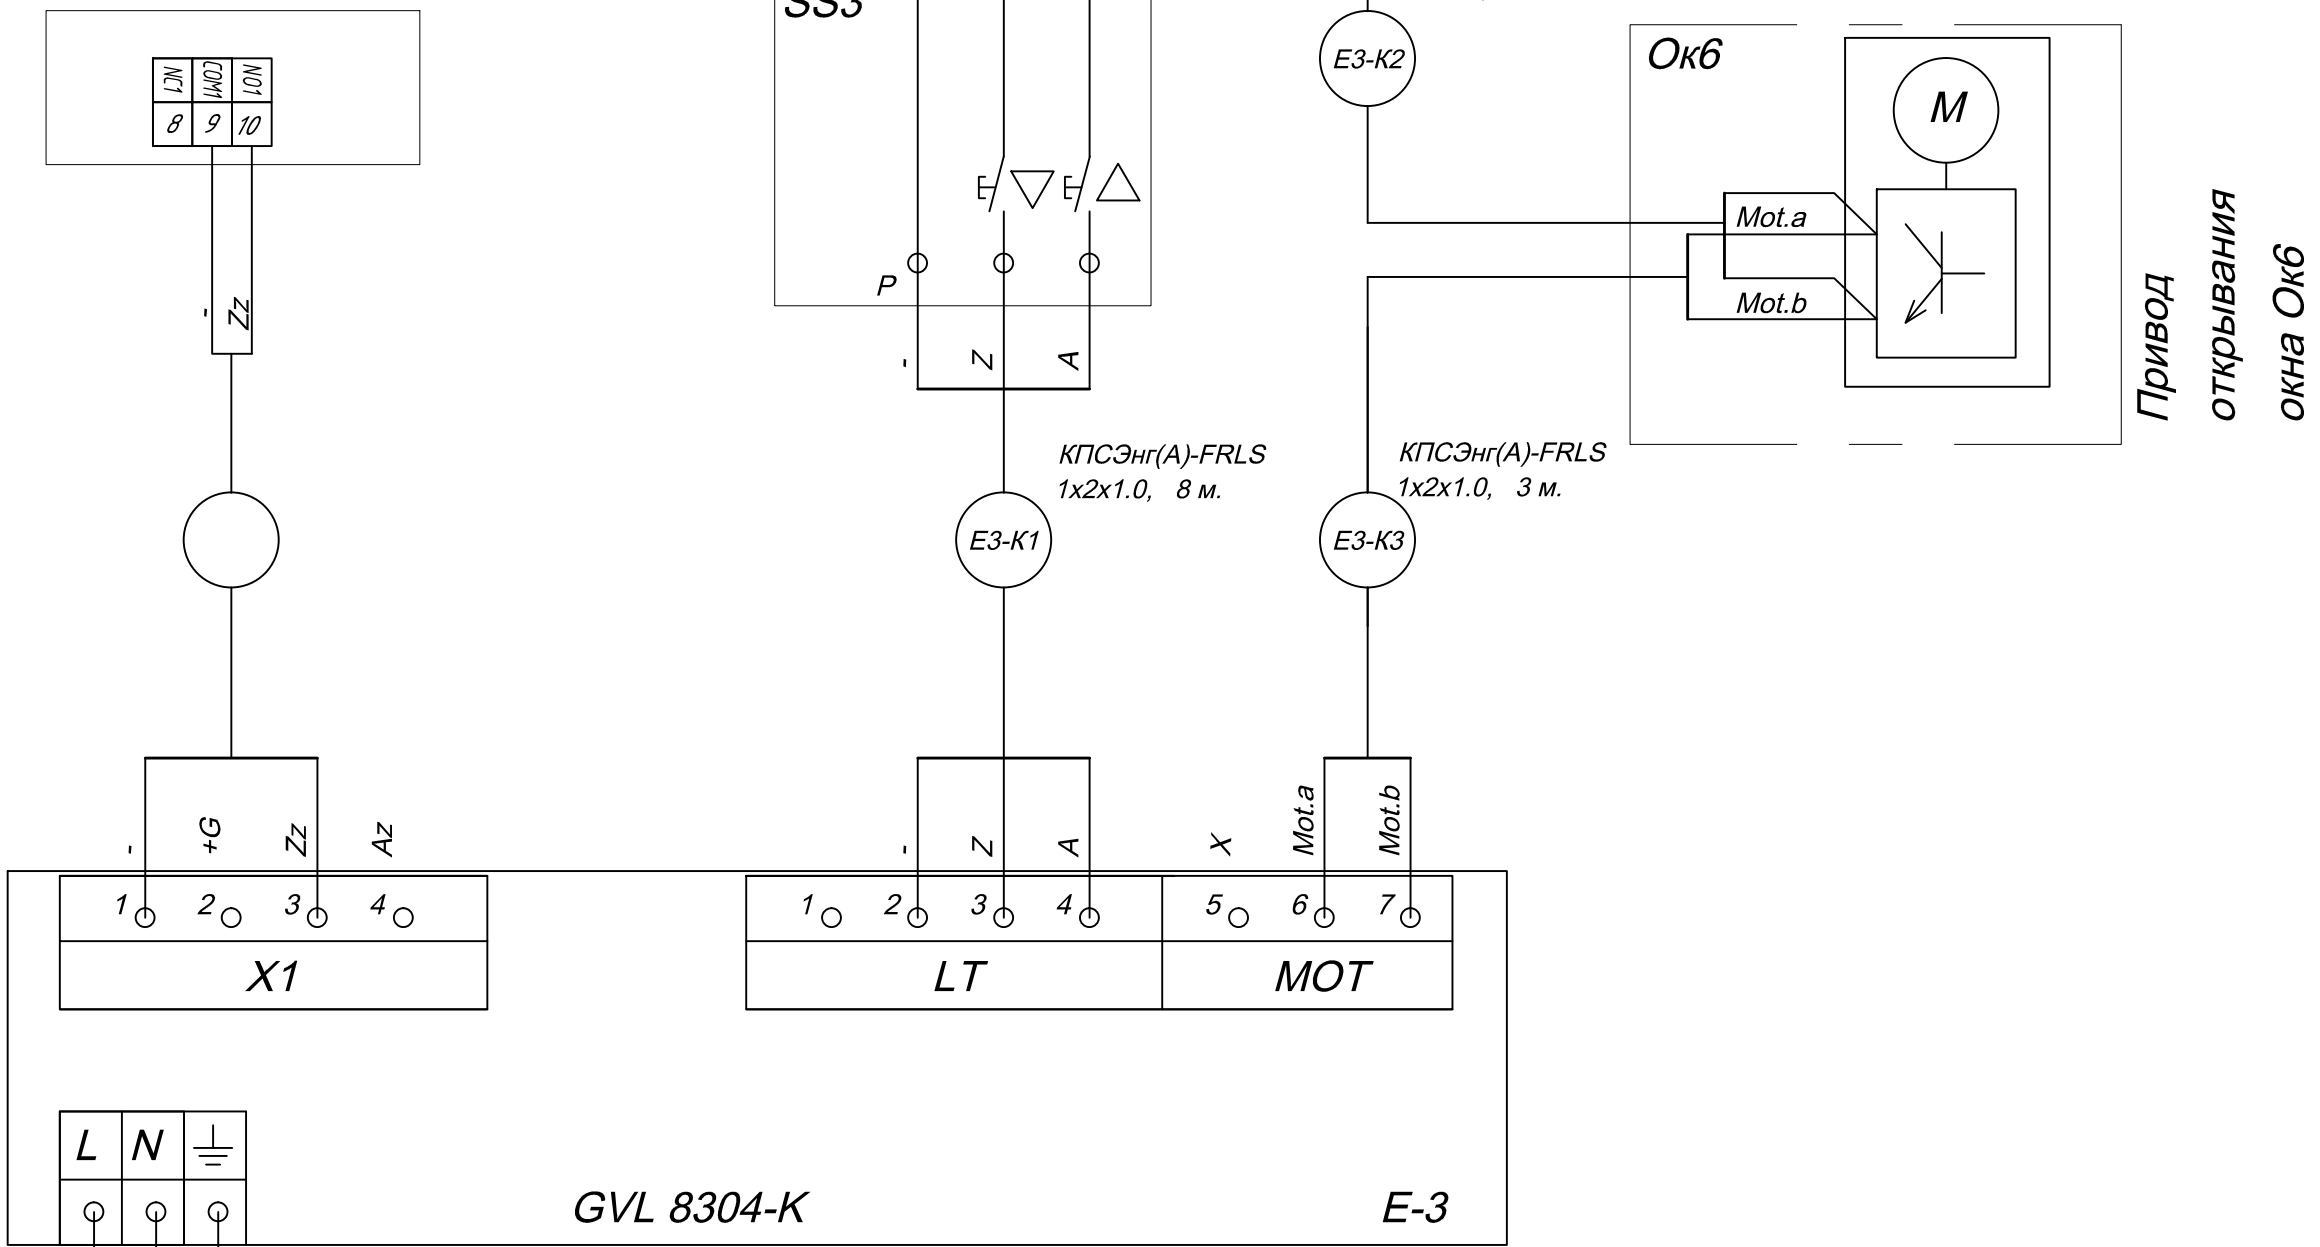 SS3
E3-K2
Ок6
M
NC1
COM1
NO1
8
9
10
Mot.a
Mot.b
P
-
Zz
-
Z
A
Привод
открывания
окна Ок6
КПСЭнг(А)-FRLS
1x2x1.0, 8 м.
КПСЭнг(А)-FRLS
1x2x1.0, 3 м.
E3-K1
E3-K3
-
+G
Zz
Az
-
Z
A
X
Mot.a
Mot.b
1
2
3
4
1
2
3
4
5
6
7
X1
LT
MOT
L
N
GVL 8304-K
E-3